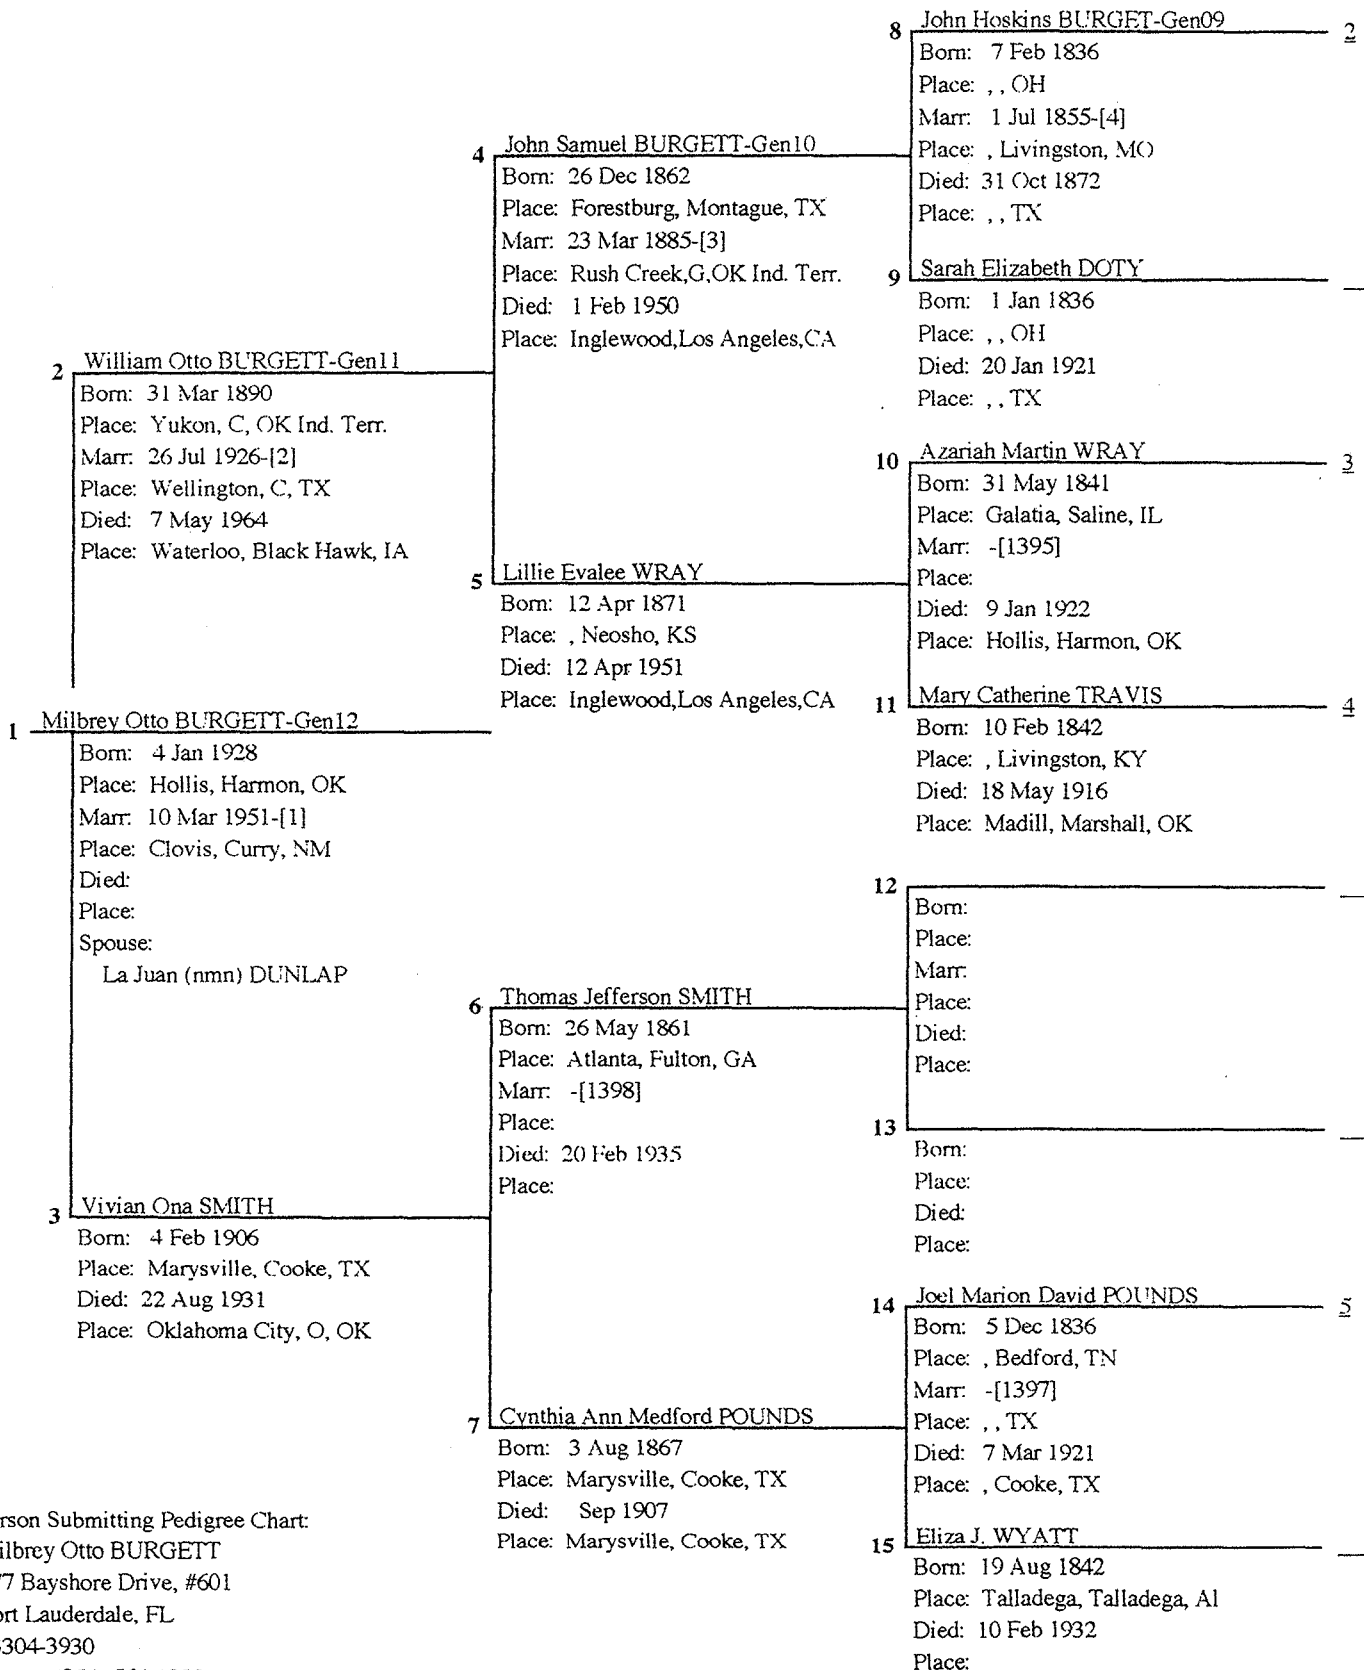 8 John Hoskins BURGET-Gen09 2
Born: 7 Feb 1836
Place: , , OH
Marr: 1 Jul 1855-[4]
Place: , Livingston, MO
Died: 31 Oct 1872
Place: , , TX
4 John Samuel BURGETT-Gen10
Born: 26 Dec 1862
Place: Forestburg, Montague, TX
Marr: 23 Mar 1885-[3]
Place: Rush Creek,G,OK Ind. Terr.
Died: 1 Feb 1950
Place: Inglewood,Los Angeles,CA
9 Sarah Elizabeth DOTY
Born: 1 Jan 1836
Place: , , OH
Died: 20 Jan 1921
Place: , , TX
2 William Otto BURGETT-Gen11
Born: 31 Mar 1890
Place: Yukon, C, OK Ind. Terr.
Marr: 26 Jul 1926-[2]
Place: Wellington, C, TX
Died: 7 May 1964
Place: Waterloo, Black Hawk, IA
10 Azariah Martin WRAY 3
Born: 31 May 1841
Place: Galatia, Saline, IL
Marr: -[1395]
Place:
Died: 9 Jan 1922
Place: Hollis, Harmon, OK
5 Lillie Evalee WRAY
Born: 12 Apr 1871
Place: , Neosho, KS
Died: 12 Apr 1951
Place: Inglewood,Los Angeles,CA
11 Mary Catherine TRAVIS 4
Born: 10 Feb 1842
Place: , Livingston, KY
Died: 18 May 1916
Place: Madill, Marshall, OK
1 Milbrey Otto BURGETT-Gen12
Born: 4 Jan 1928
Place: Hollis, Harmon, OK
Marr: 10 Mar 1951-[1]
Place: Clovis, Curry, NM
Died:
Place:
Spouse:
La Juan (nmn) DUNLAP
12
Born:
Place:
Marr:
Place:
Died:
Place:
6 Thomas Jefferson SMITH
Born: 26 May 1861
Place: Atlanta, Fulton, GA
Marr: -[1398]
Place:
Died: 20 Feb 1935
Place:
13
Born:
Place:
Died:
Place:
3 Vivian Ona SMITH
Born: 4 Feb 1906
Place: Marysville, Cooke, TX
Died: 22 Aug 1931
Place: Oklahoma City, O, OK
14 Joel Marion David POUNDS 5
Born: 5 Dec 1836
Place: , Bedford, TN
Marr: -[1397]
Place: , , TX
Died: 7 Mar 1921
Place: , Cooke, TX
7 Cynthia Ann Medford POUNDS
Born: 3 Aug 1867
Place: Marysville, Cooke, TX
Died: Sep 1907
Place: Marysville, Cooke, TX
15 Eliza J. WYATT
Born: 19 Aug 1842
Place: Talladega, Talladega, Al
Died: 10 Feb 1932
Place:
rson Submitting Pedigree Chart:
ilbrey Otto BURGETT
77 Bayshore Drive, #601
ort Lauderdale, FL
304-3930